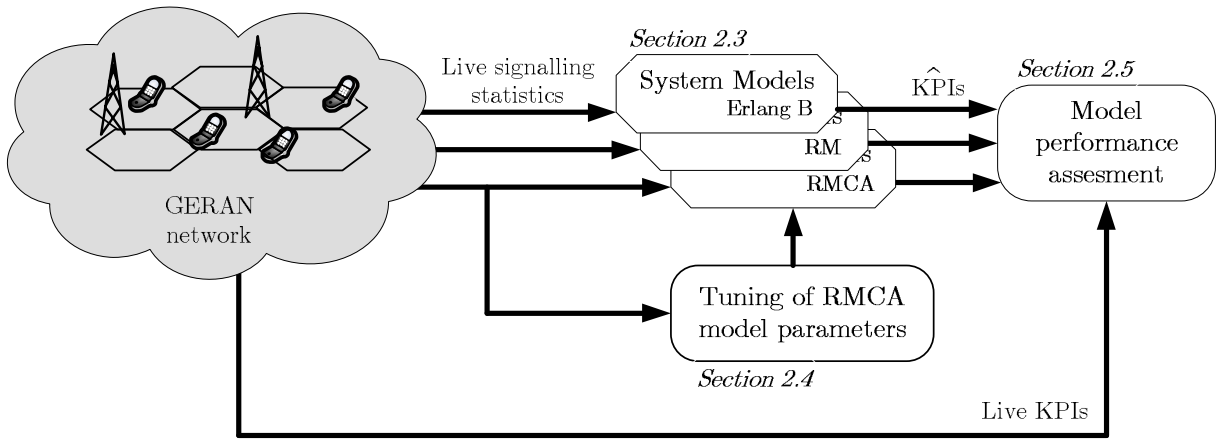 Section 2.3
Live signalling
statistics
System Models
Erlang B
s
RM
s
RMCA
KPIs
Section 2.5
Model
performance
assesment
GERAN
network
Tuning of RMCA
model parameters
Section 2.4
Live KPIs